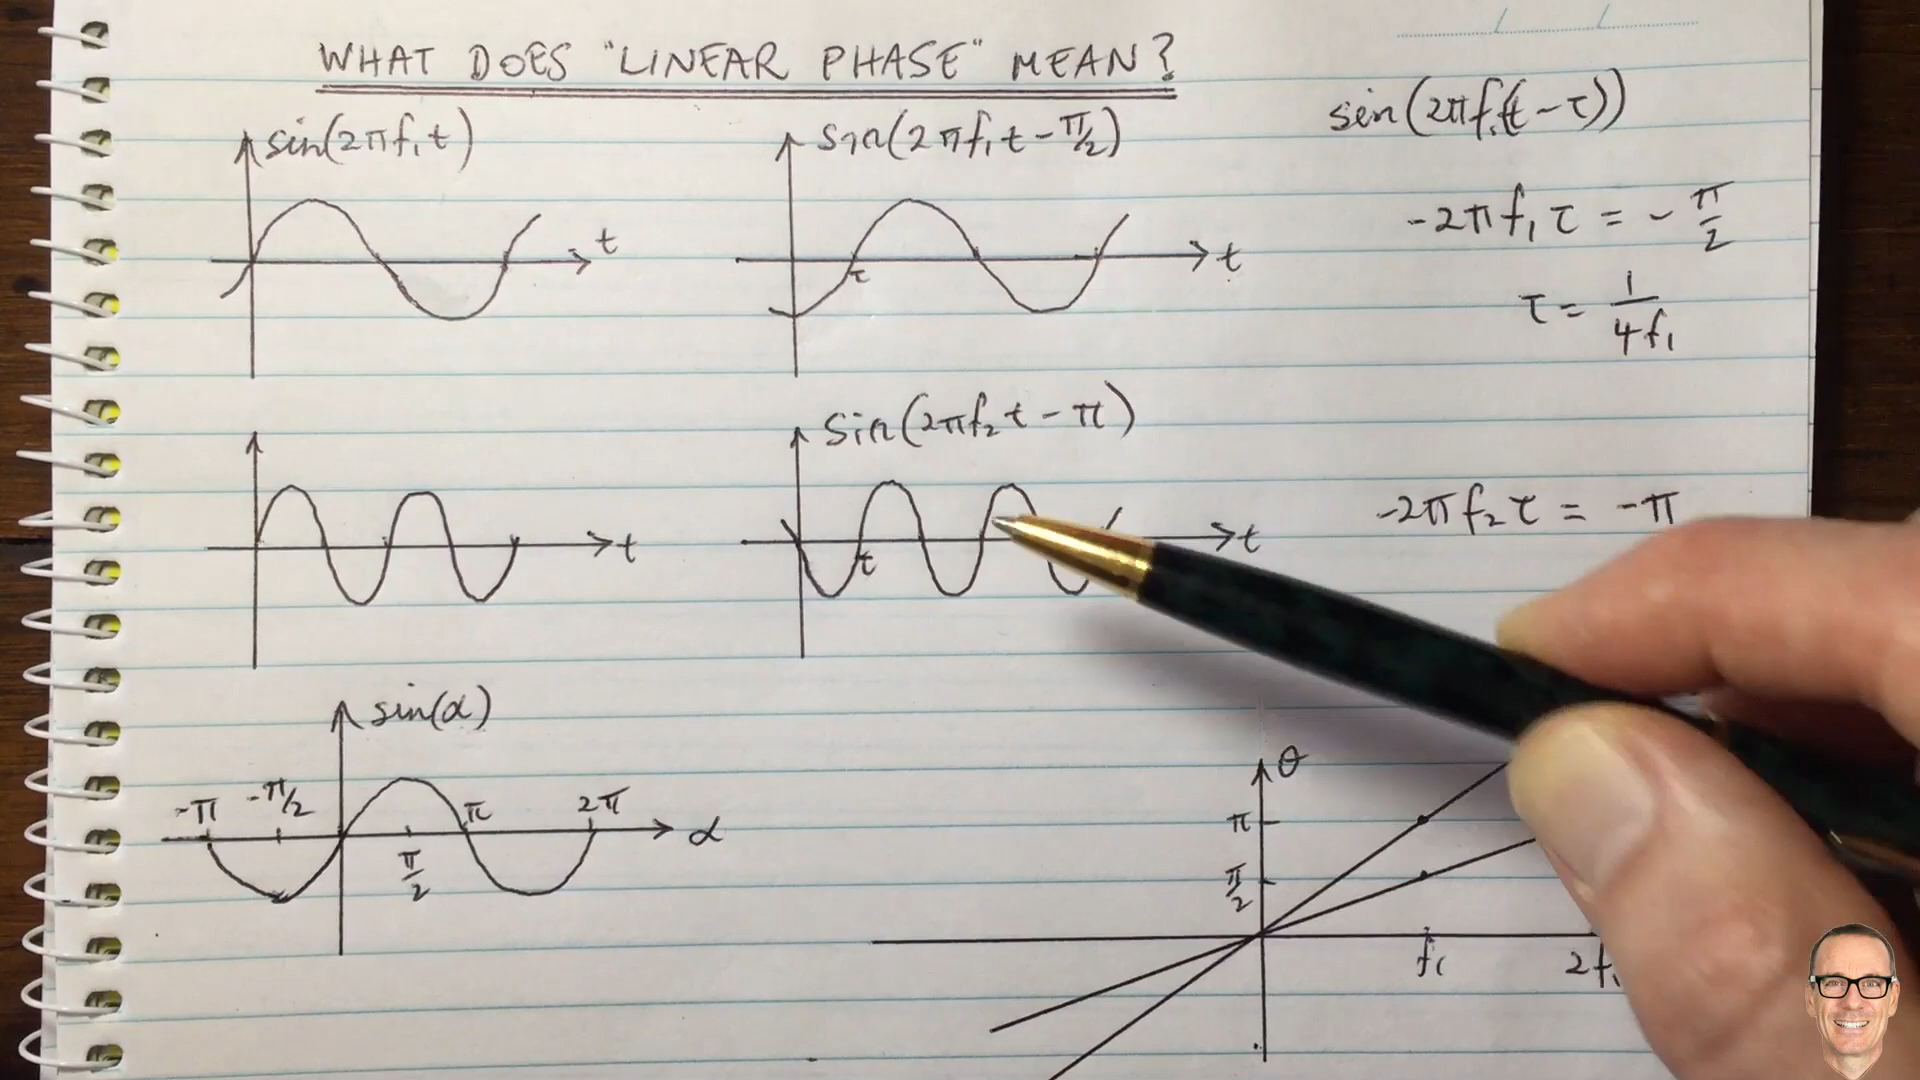 WHAT DOES "LINEAR PHASE" MEAN?
sin(2πf₁t)
t
sin(2πf₁t - π/2)
τ
t
sin(2πf₁(t - τ))
-2πf₁τ = - π/2
τ = 1/4f₁
t
sin(2πf₂t - π)
τ
t
-2πf₂τ = -π
sin(α)
-π
-π/2
π/2
π
2π
α
θ
π
π/2
f₁
2f₁